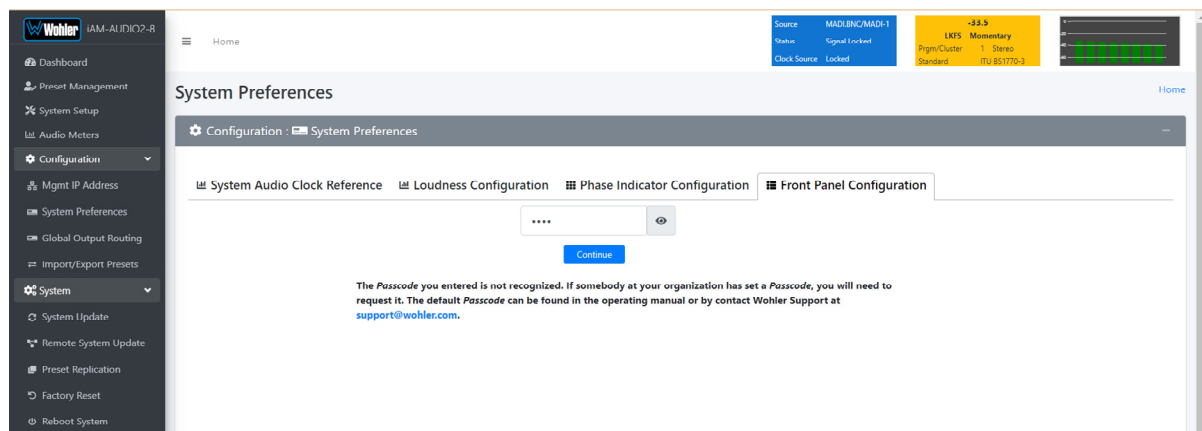 Wohler iAM-AUDIO2-8
Dashboard
Preset Management
System Setup
Audio Meters
Configuration
Mgmt IP Address
System Preferences
Global Output Routing
Import/Export Presets
System
System Update
Remote System Update
Preset Replication
Factory Reset
Reboot System
Home
Source MADI.BNC/MADI-1
Status Signal Locked
Clock Source Locked
-33.5
LKFS Momentary
Prgm/Cluster 1 Stereo
Standard ITU BS1770-3
System Preferences
Home
Configuration : System Preferences
System Audio Clock Reference Loudness Configuration Phase Indicator Configuration Front Panel Configuration
••••
Continue
The Passcode you entered is not recognized. If somebody at your organization has set a Passcode, you will need to
request it. The default Passcode can be found in the operating manual or by contact Wohler Support at
support@wohler.com.